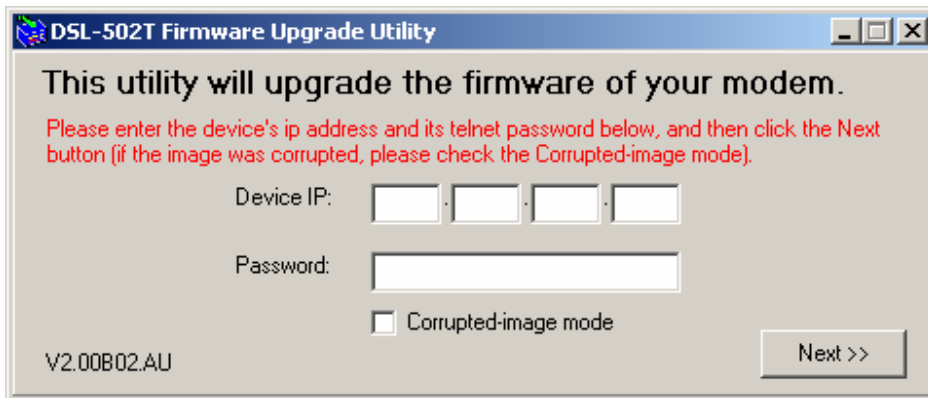 DSL-502T Firmware Upgrade Utility
This utility will upgrade the firmware of your modem.
Please enter the device's ip address and its telnet password below, and then click the Next
button (if the image was corrupted, please check the Corrupted-image mode).
Device IP: . . .
Password:
Corrupted-image mode
V2.00B02.AU
Next >>